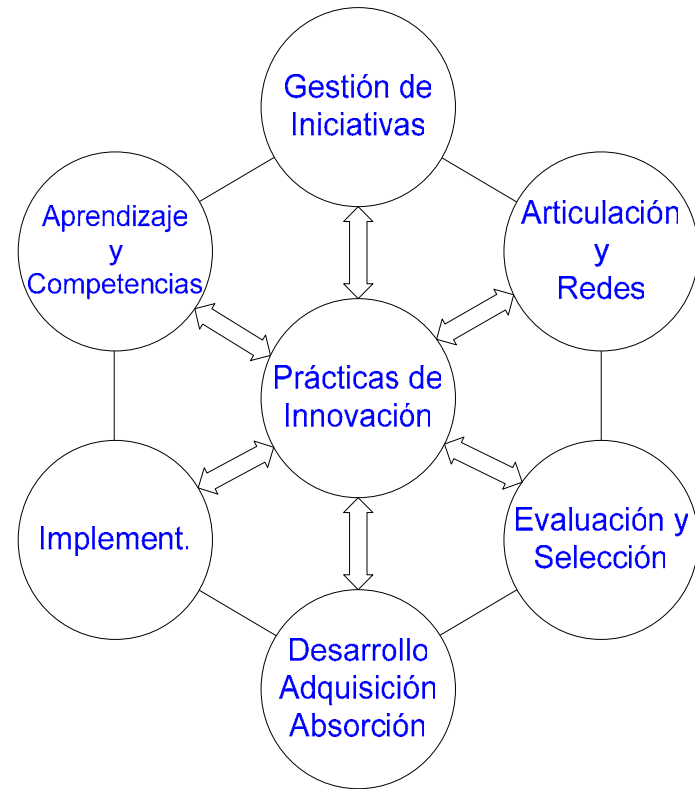 Gestión de
Iniciativas
Aprendizaje
y
Competencias
Articulación
y
Redes
Prácticas de
Innovación
Implement.
Evaluación y
Selección
Desarrollo
Adquisición
Absorción